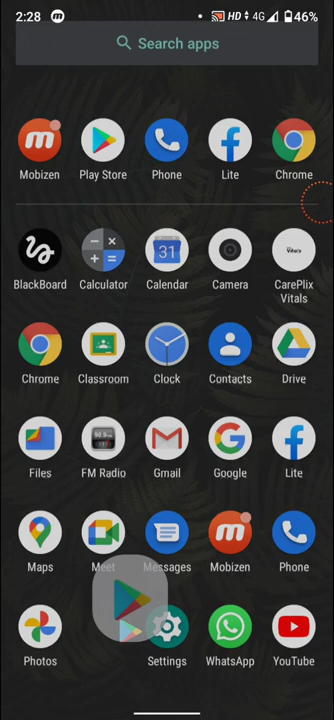 2:28 HD 4G 46%
Search apps
Mobizen Play Store Phone Lite Chrome
31
BlackBoard Calculator Calendar Camera CarePlix Vitals
Chrome Classroom Clock Contacts Drive
Files FM Radio Gmail Google Lite
Maps Meet Messages Mobizen Phone
Photos Settings WhatsApp YouTube